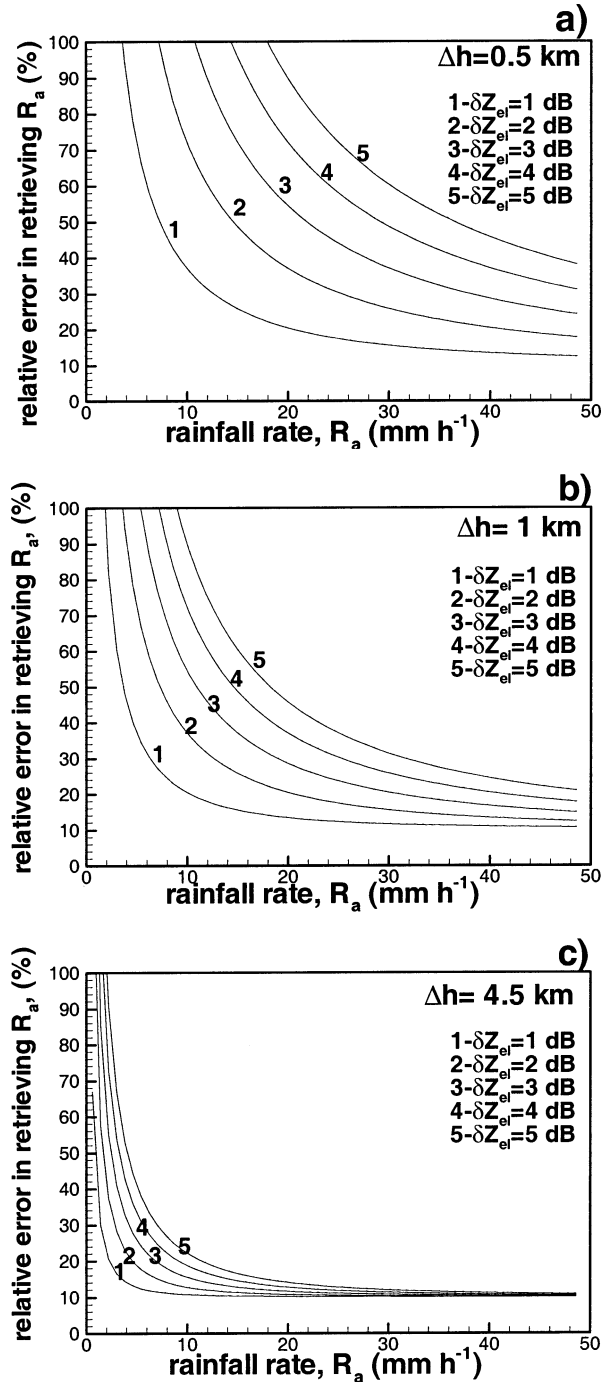 a)
Δh=0.5 km
1-δZel=1 dB
2-δZel=2 dB
3-δZel=3 dB
4-δZel=4 dB
5-δZel=5 dB
relative error in retrieving Ra (%)
100
90
80
70
60
50
40
30
20
10
0
1
2
3
4
5
0 10 20 30 40 50
rainfall rate, Ra (mm h-1)
b)
Δh= 1 km
1-δZel=1 dB
2-δZel=2 dB
3-δZel=3 dB
4-δZel=4 dB
5-δZel=5 dB
relative error in retrieving Ra, (%)
100
90
80
70
60
50
40
30
20
10
0
1
2
3
4
5
0 10 20 30 40 50
rainfall rate, Ra (mm h-1)
c)
Δh= 4.5 km
1-δZel=1 dB
2-δZel=2 dB
3-δZel=3 dB
4-δZel=4 dB
5-δZel=5 dB
relative error in retrieving Ra, (%)
100
90
80
70
60
50
40
30
20
10
0
1
2
3
4
5
0 10 20 30 40 50
rainfall rate, Ra (mm h-1)